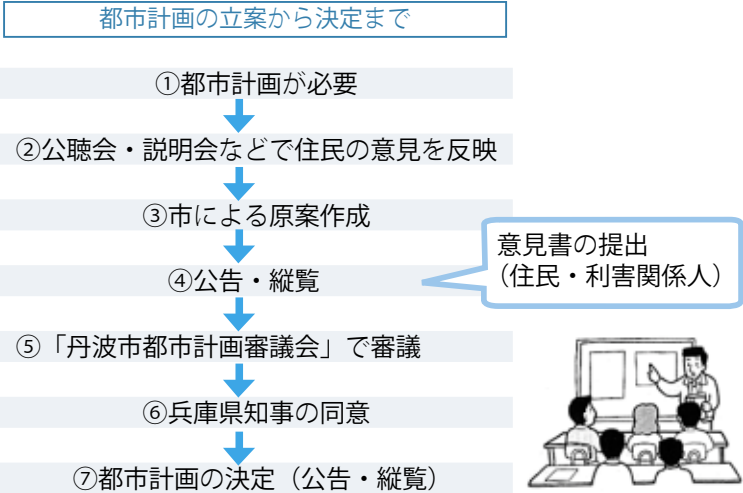 都市計画の立案から決定まで
①都市計画が必要
②公聴会・説明会などで住民の意見を反映
③市による原案作成
④公告・縦覧
意見書の提出
（住民・利害関係人）
⑤「丹波市都市計画審議会」で審議
⑥兵庫県知事の同意
⑦都市計画の決定（公告・縦覧）